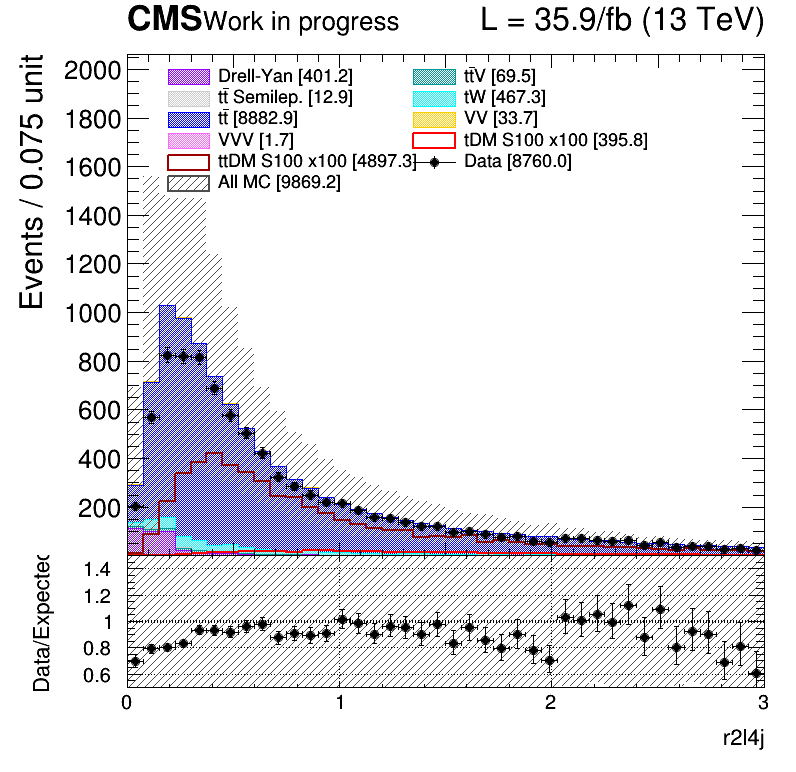 CMS Work in progress L = 35.9/fb (13 TeV)
Events / 0.075 unit
2000
1800
1600
1400
1200
1000
800
600
400
200
Drell-Yan [401.2] tt̄V [69.5]
tt̄ Semilep. [12.9] tW [467.3]
tt̄ [8882.9] VV [33.7]
VVV [1.7] tDM S100 x100 [395.8]
ttDM S100 x100 [4897.3] Data [8760.0]
All MC [9869.2]
Data/Expected
1.4
1.2
1
0.8
0.6
0 1 2 3
r2l4j